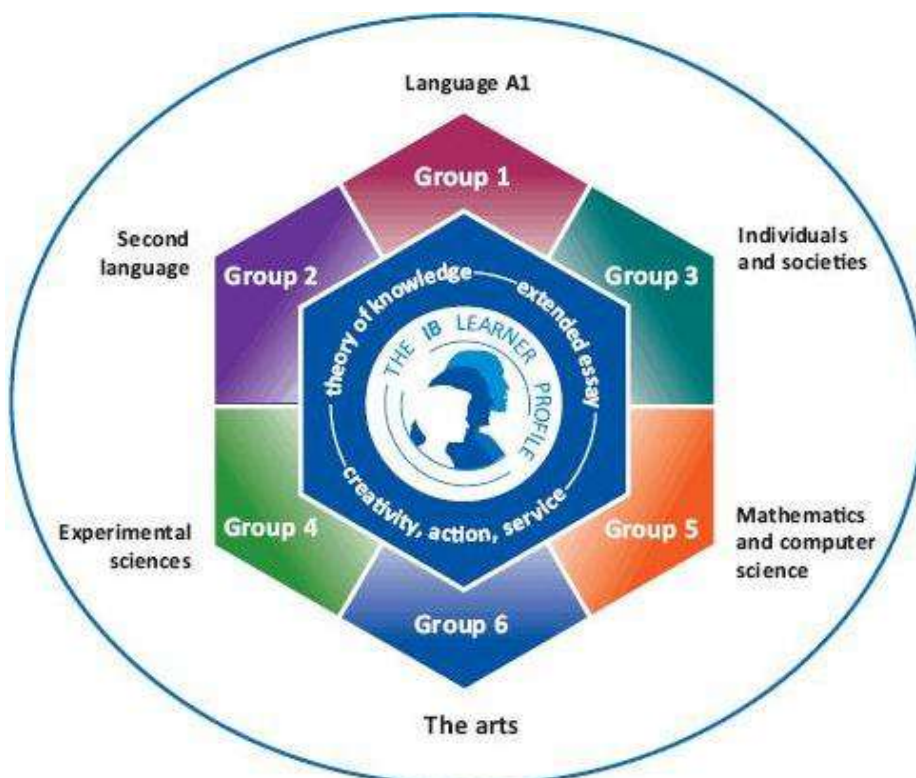 Language A1
Group 1
Second
language
Group 2
Group 3
Individuals
and societies
theory of knowledge
extended essay
THE IB LEARNER PROFILE
creativity, action, service
Experimental
sciences
Group 4
Group 5
Mathematics
and computer
science
Group 6
The arts